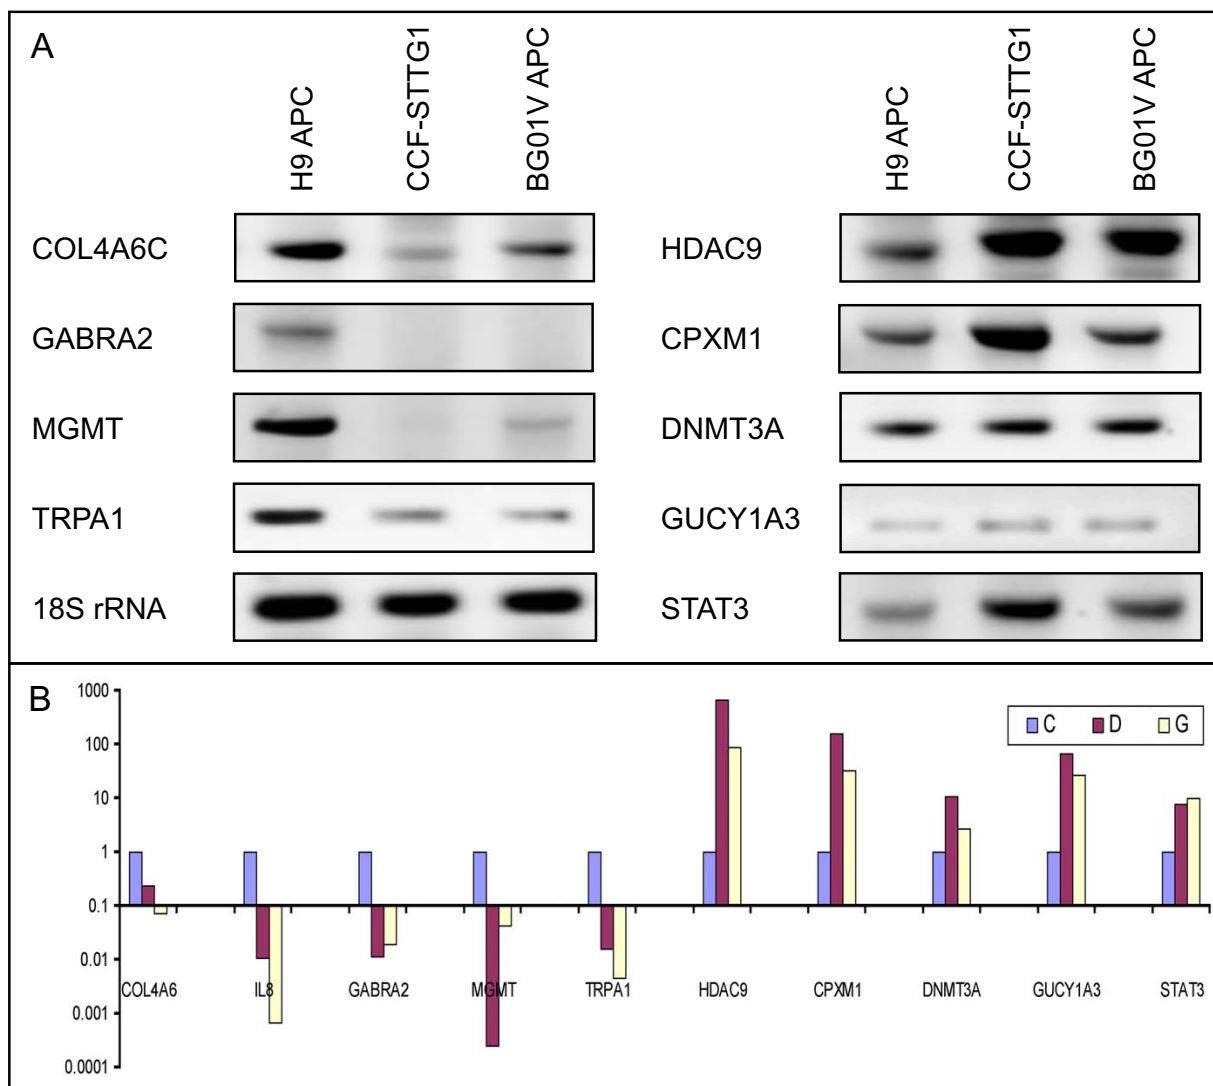 A
H9 APC
CCF-STTG1
BG01V APC
H9 APC
CCF-STTG1
BG01V APC
COL4A6C
HDAC9
GABRA2
CPXM1
MGMT
DNMT3A
TRPA1
GUCY1A3
18S rRNA
STAT3
B
1000
100
10
1
0.1
0.01
0.001
0.0001
C D G
COL4A6 IL8 GABRA2 MGMT TRPA1 HDAC9 CPXM1 DNMT3A GUCY1A3 STAT3